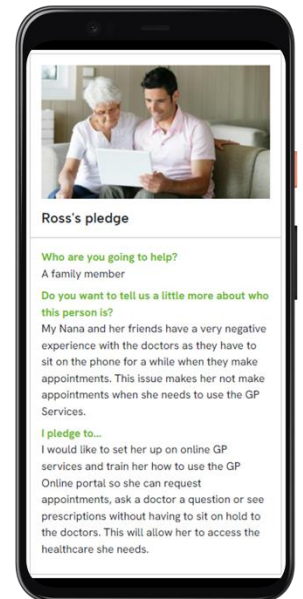 Ross's pledge
Who are you going to help?
A family member
Do you want to tell us a little more about who
this person is?
My Nana and her friends have a very negative
experience with the doctors as they have to
sit on the phone for a while when they make
appointments. This issue makes her not make
appointments when she needs to use the GP
Services.
I pledge to...
I would like to set her up on online GP
services and train her how to use the GP
Online portal so she can request
appointments, ask a doctor a question or see
prescriptions without having to sit on hold to
the doctors. This will allow her to access the
healthcare she needs.